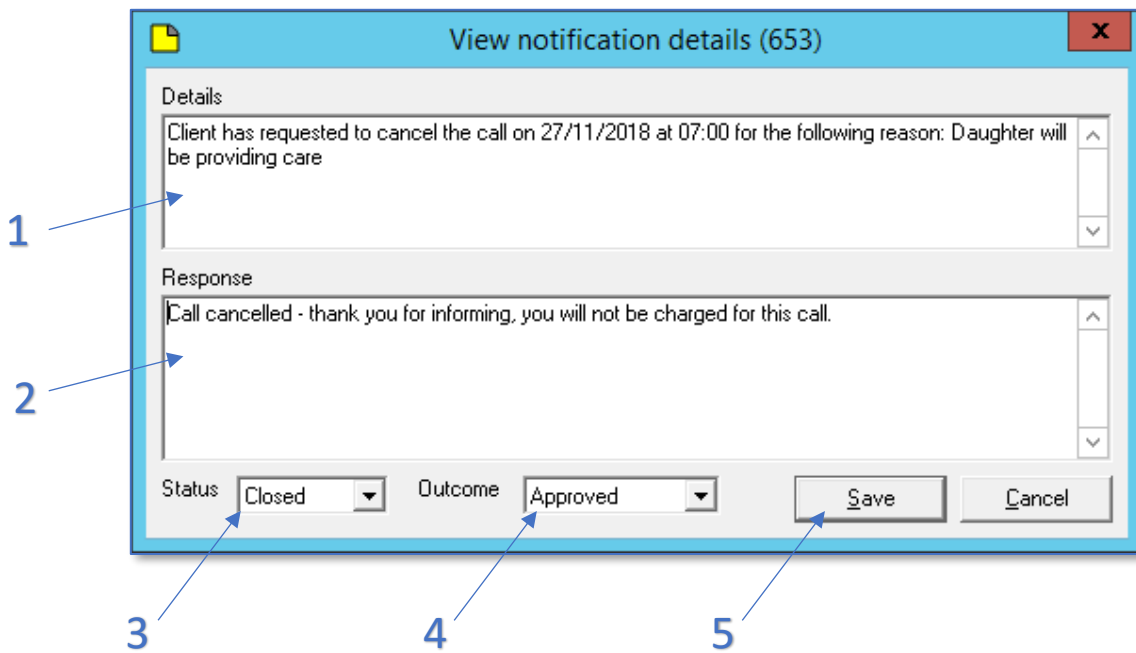 View notification details (653)
x
Details
Client has requested to cancel the call on 27/11/2018 at 07:00 for the following reason: Daughter will
be providing care
1
Response
Call cancelled - thank you for informing, you will not be charged for this call.
2
Status Closed Outcome Approved Save Cancel
3 4 5